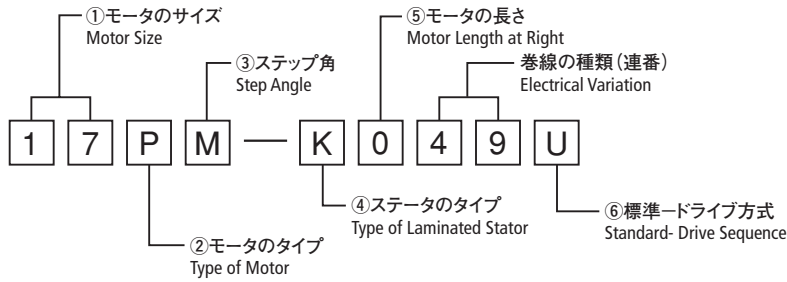 ①モータのサイズ
Motor Size
⑤モータの長さ
Motor Length at Right
③ステップ角
Step Angle
巻線の種類（連番）
Electrical Variation
1 7 P M — K 0 4 9 U
④ステータのタイプ
Type of Laminated Stator
⑥標準ードライブ方式
Standard- Drive Sequence
②モータのタイプ
Type of Motor